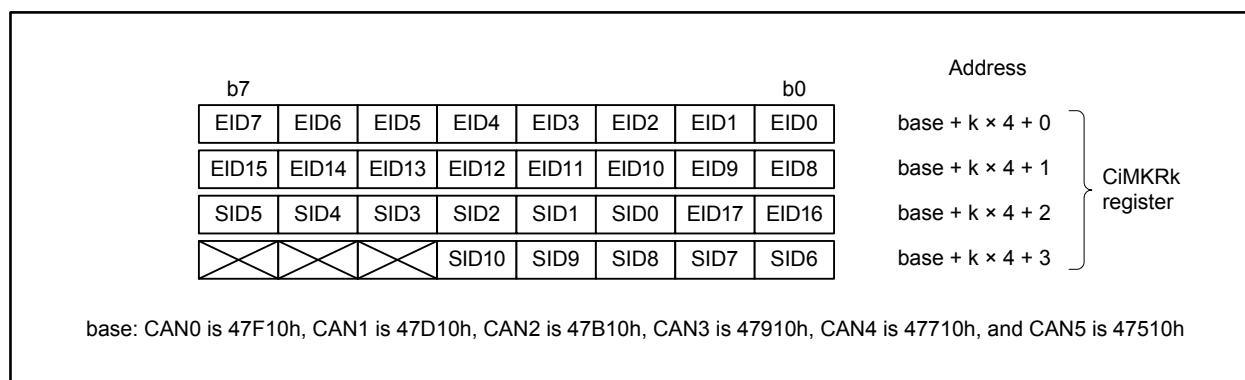 Address
b7 b0
EID7 EID6 EID5 EID4 EID3 EID2 EID1 EID0 base + k × 4 + 0
EID15 EID14 EID13 EID12 EID11 EID10 EID9 EID8 base + k × 4 + 1
SID5 SID4 SID3 SID2 SID1 SID0 EID17 EID16 base + k × 4 + 2
SID10 SID9 SID8 SID7 SID6 base + k × 4 + 3
CiMKRk
register
base: CAN0 is 47F10h, CAN1 is 47D10h, CAN2 is 47B10h, CAN3 is 47910h, CAN4 is 47710h, and CAN5 is 47510h